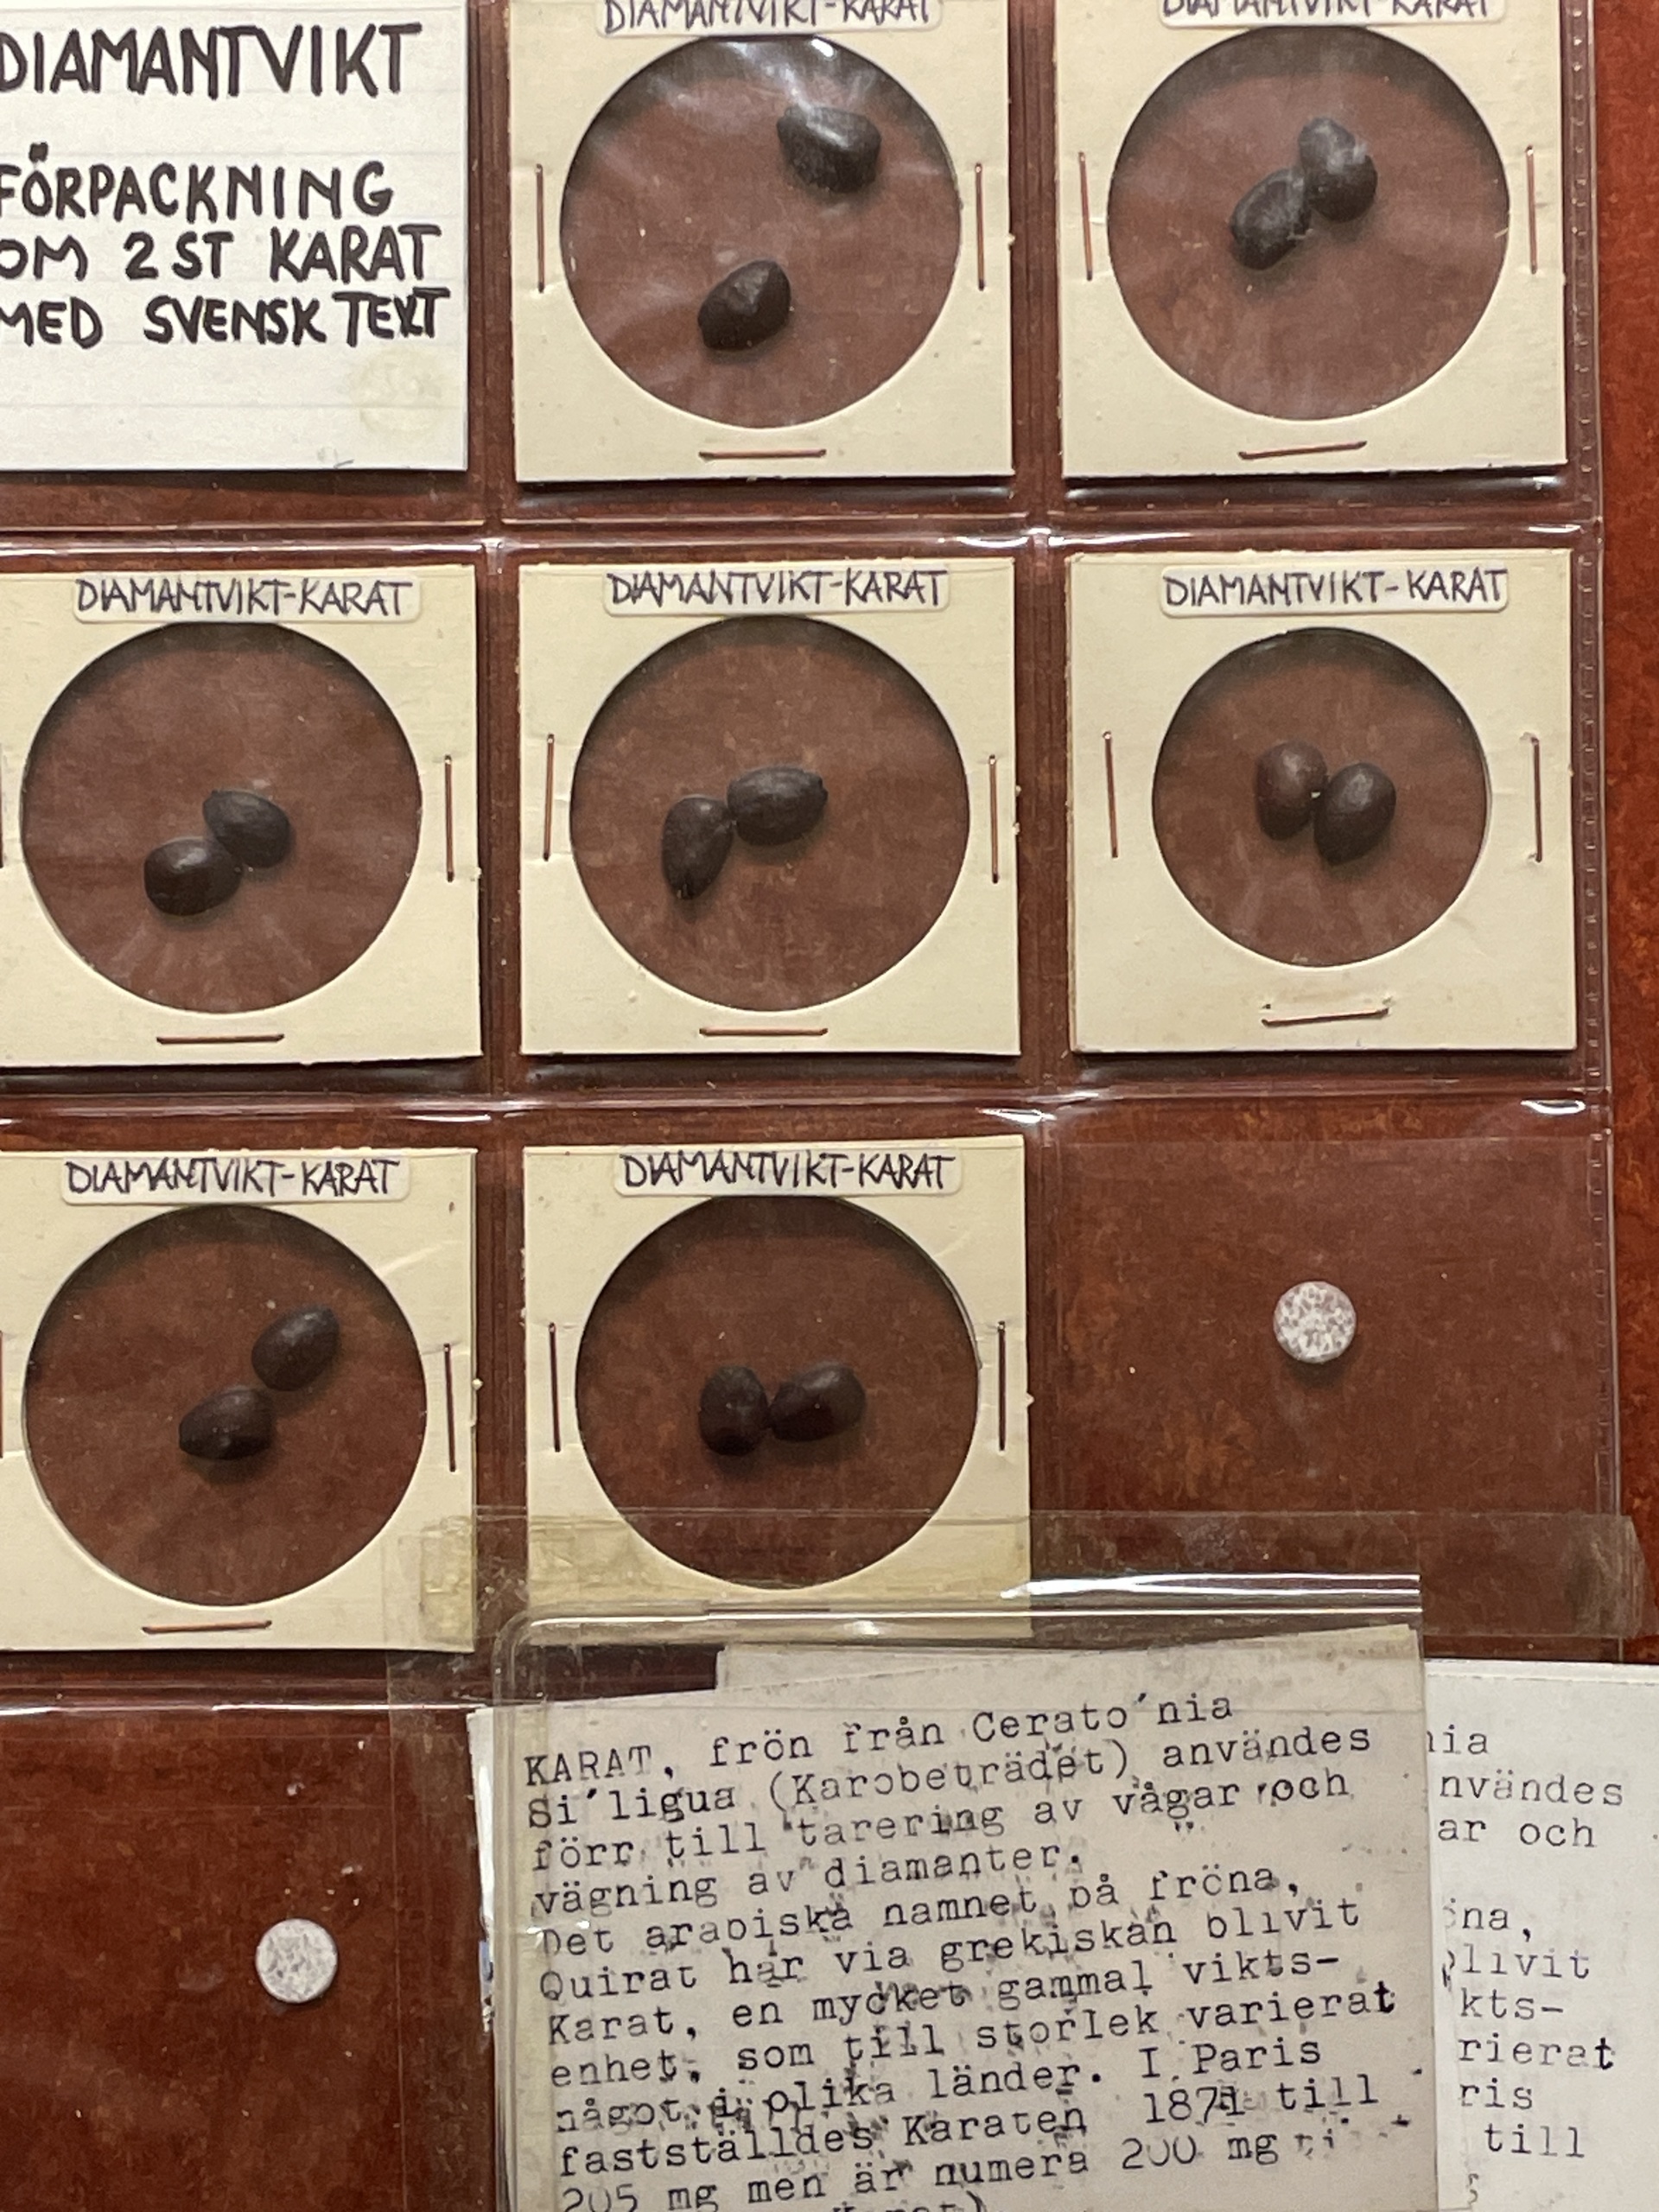 DIAMANTVIKT
FÖRPACKNING
OM 2 ST KARAT
MED SVENSK TEXT
DIAMANTVIKT-KARAT
DIAMANTVIKT-KARAT
DIAMANTVIKT-KARAT
DIAMANTVIKT-KARAT
DIAMANTVIKT-KARAT
DIAMANTVIKT-KARAT
DIAMANTVIKT-KARAT
KARAT, frön från Cerato´nia
Si´ligua (Karobeträdet) användes
förr till tarering av vågar och
vägning av diamanter.
Det arabiska namnet på fröna,
Quirat har via grekiskan blivit
Karat, en mycket gammal vikts-
enhet, som till storlek varierat
något i olika länder. I Paris
fastställdes Karaten 1871 till
205 mg men är numera 200 mg
Karat)
nia
nvändes
ar och
na,
livit
kts-
rierat
ris
till